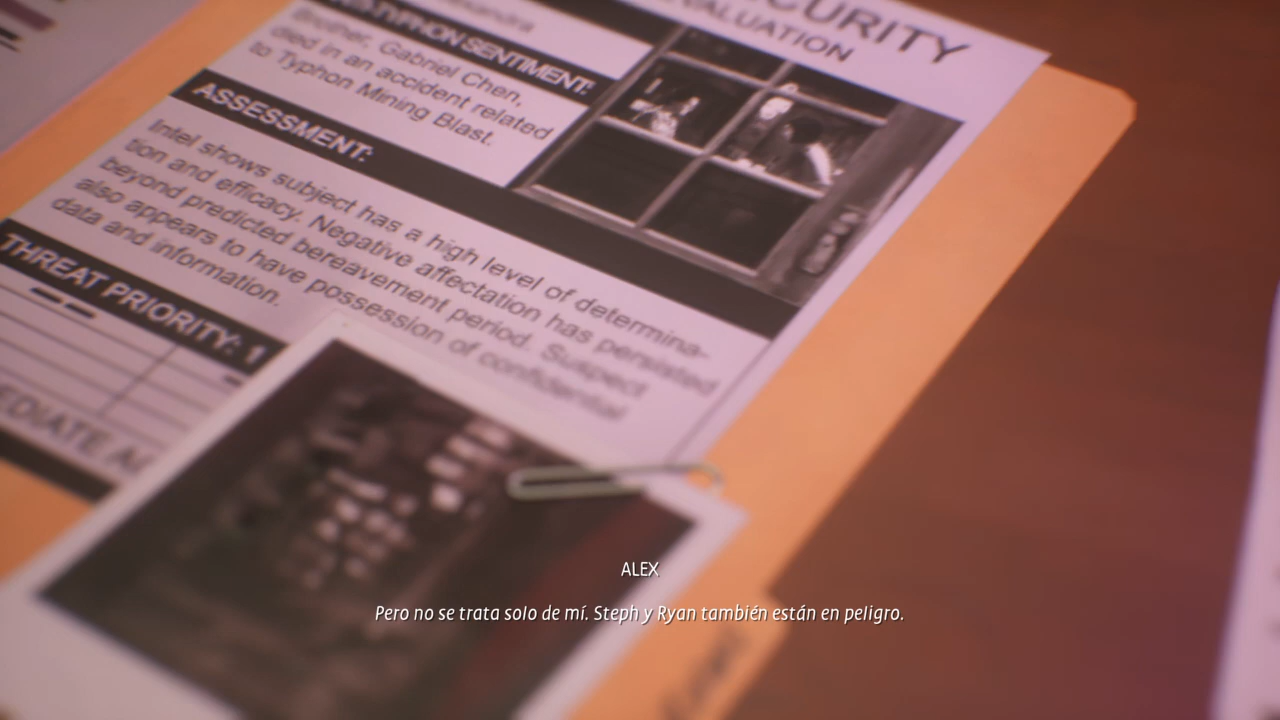 SECURITY
EVALUATION
SENTIMENT:
Brother, Gabriel Chen,
died in an accident related
to Typhon Mining Blast.
ASSESSMENT:
Intel shows subject has a high level of determina-
tion and efficacy. Negative affectation has persisted
beyond predicted bereavement period. Suspect
also appears to have possession of confidential
data and information.
THREAT PRIORITY: 1
ALEX
Pero no se trata solo de mí. Steph y Ryan también están en peligro.